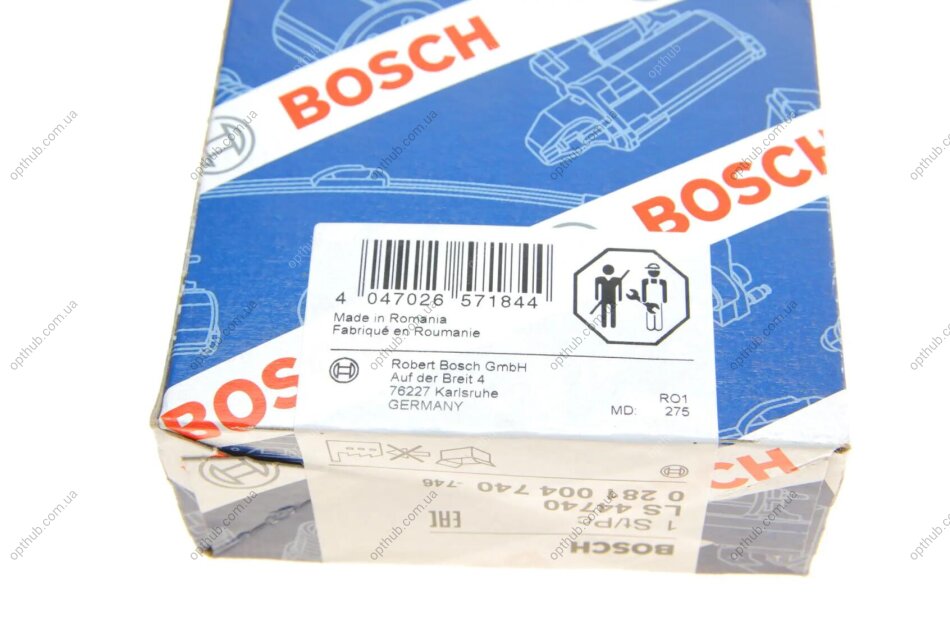 BOSCH
BOSCH
4 047026 571844
Made in Romania
Fabriqué en Roumanie
Robert Bosch GmbH
Auf der Breit 4
76227 Karlsruhe
GERMANY
RO1
MD: 275
BOS
CH
BOSCH
1 St/Pc
LS 44740
0 281 004 740 -746
EAC
opthub.com.ua